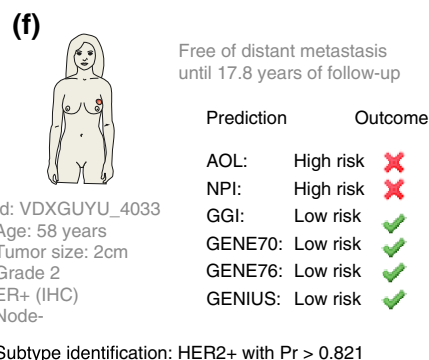 (f)
Free of distant metastasis
until 17.8 years of follow-up
Prediction Outcome
AOL: High risk
NPI: High risk
GGI: Low risk
GENE70: Low risk
GENE76: Low risk
GENIUS: Low risk
Id: VDXGUYU_4033
Age: 58 years
Tumor size: 2cm
Grade 2
ER+ (IHC)
Node-
Subtype identification: HER2+ with Pr > 0.821